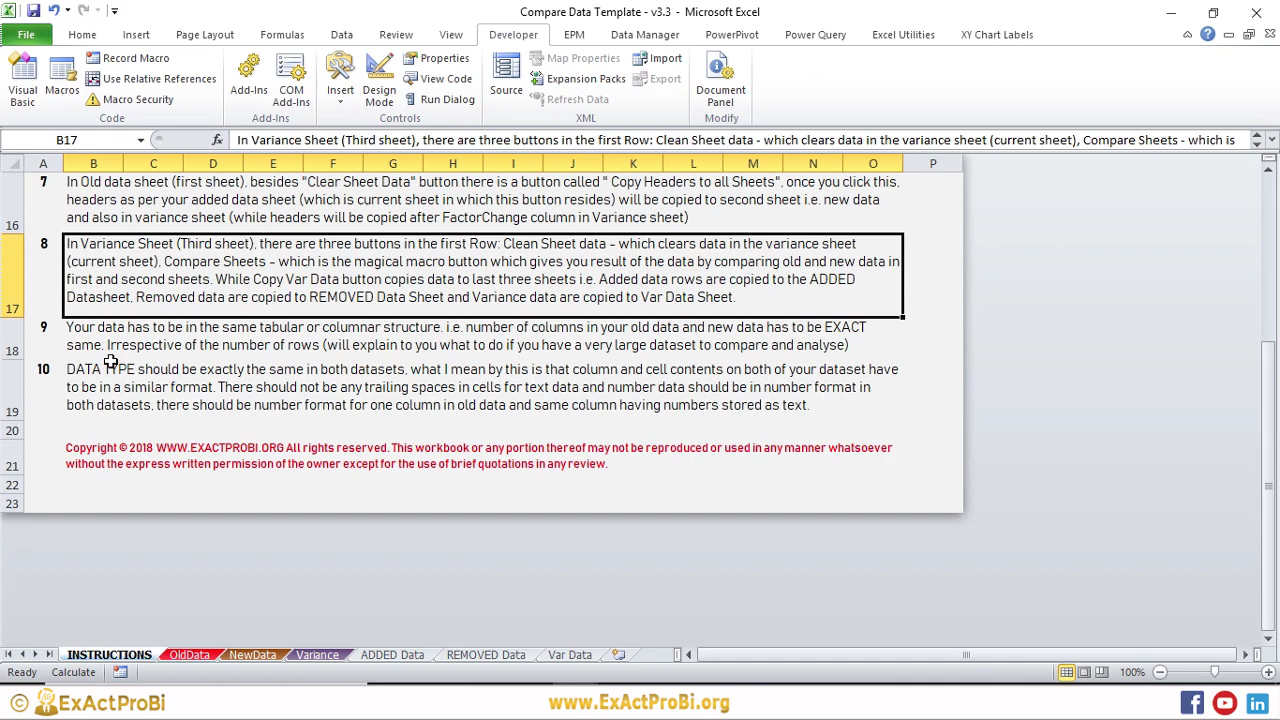 Compare Data Template - v3.3 - Microsoft Excel
File Home Insert Page Layout Formulas Data Review View Developer EPM Data Manager PowerPivot Power Query Excel Utilities XY Chart Labels
Visual Basic
Macros
Record Macro
Use Relative References
Macro Security
Code
Add-Ins
COM Add-Ins
Add-Ins
Insert
Design Mode
Properties
View Code
Run Dialog
Controls
Source
Map Properties
Expansion Packs
Refresh Data
Import
Export
XML
Document Panel
Modify
B17 fx In Variance Sheet (Third sheet), there are three buttons in the first Row: Clean Sheet data - which clears data in the variance sheet (current sheet), Compare Sheets - which is
A B C D E F G H I J K L M N O P
7 In Old data sheet (first sheet), besides "Clear Sheet Data" button there is a button called " Copy Headers to all Sheets", once you click this,
headers as per your added data sheet (which is current sheet in which this button resides) will be copied to second sheet i.e. new data
16 and also in variance sheet (while headers will be copied after FactorChange column in Variance sheet)
8 In Variance Sheet (Third sheet), there are three buttons in the first Row: Clean Sheet data - which clears data in the variance sheet
(current sheet), Compare Sheets - which is the magical macro button which gives you result of the data by comparing old and new data in
first and second sheets. While Copy Var Data button copies data to last three sheets i.e. Added data rows are copied to the ADDED
17 Datasheet, Removed data are copied to REMOVED Data Sheet and Variance data are copied to Var Data Sheet.
9 Your data has to be in the same tabular or columnar structure, i.e. number of columns in your old data and new data has to be EXACT
18 same. Irrespective of the number of rows (will explain to you what to do if you have a very large dataset to compare and analyse)
10 DATA TYPE should be exactly the same in both datasets, what I mean by this is that column and cell contents on both of your dataset have
to be in a similar format. There should not be any trailing spaces in cells for text data and number data should be in number format in
19 both datasets, there should be number format for one column in old data and same column having numbers stored as text.
20
Copyright © 2018 WWW.EXACTPROBI.ORG All rights reserved. This workbook or any portion thereof may not be reproduced or used in any manner whatsoever
21 without the express written permission of the owner except for the use of brief quotations in any review.
22
23
INSTRUCTIONS OldData NewData Variance ADDED Data REMOVED Data Var Data
Ready Calculate 100%
© ExActProBi www.ExActProBi.org